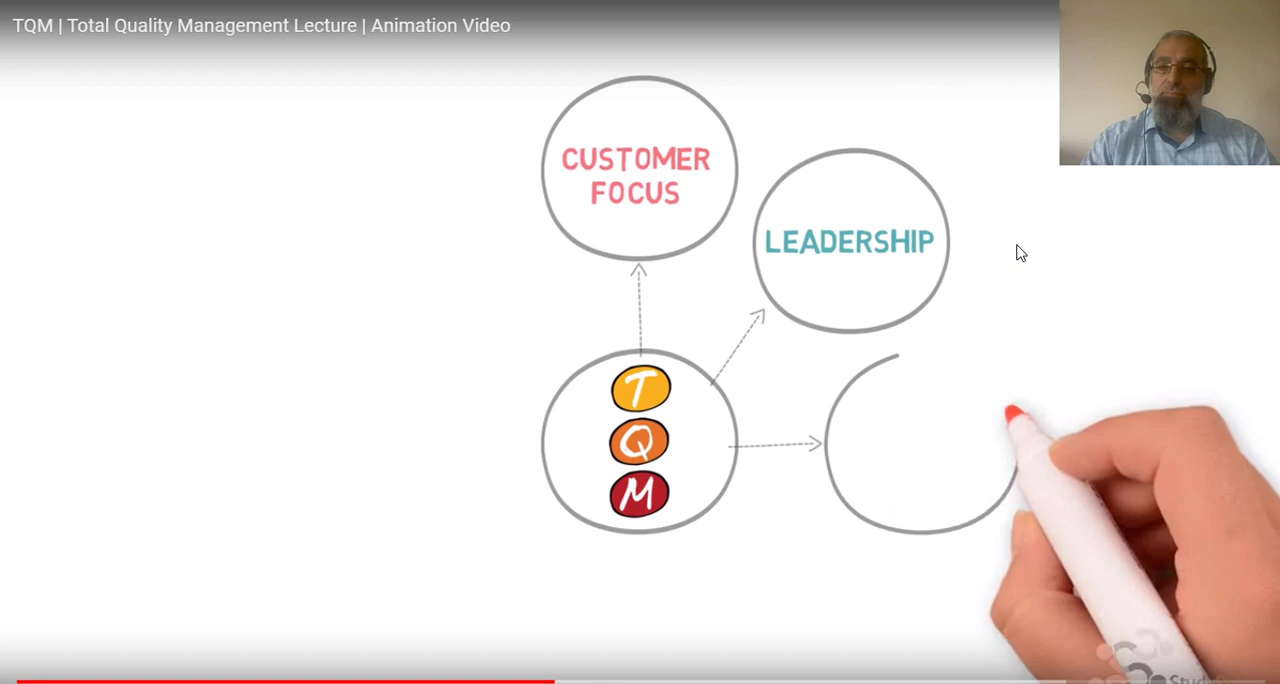 TQM | Total Quality Management Lecture | Animation Video
CUSTOMER
FOCUS
LEADERSHIP
T
Q
M